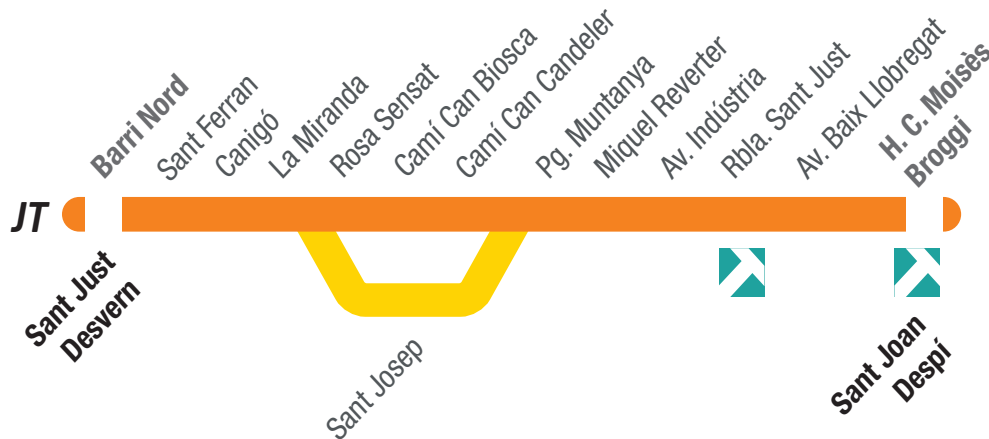 JT
Barri Nord
Sant Ferran
Canigó
La Miranda
Rosa Sensat
Camí Can Biosca
Camí Can Candeler
Pg. Muntanya
Miquel Reverter
Av. Indústria
Rbla. Sant Just
Av. Baix Llobregat
H. C. Moisès
Broggi
Sant Just
Desvern
Sant Josep
Sant Joan
Despí